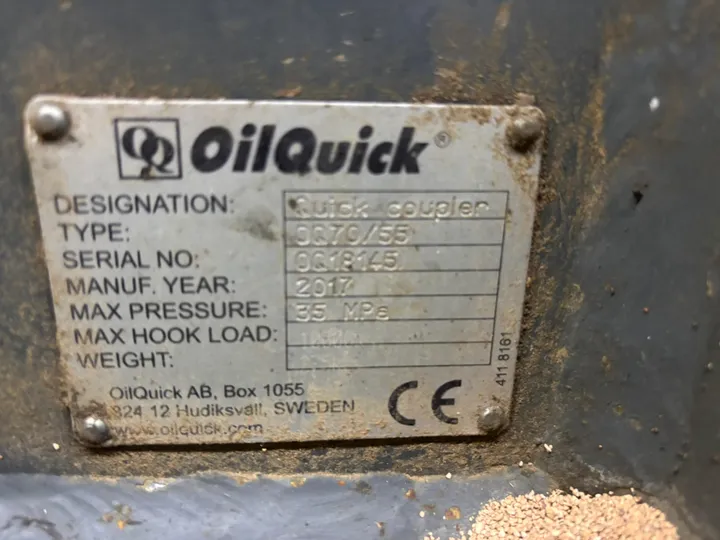 OQ OilQuick®
DESIGNATION: Quick coupler
TYPE: OQ70/55
SERIAL NO: OQ18145
MANUF. YEAR: 2017
MAX PRESSURE: 35 MPa
MAX HOOK LOAD:
WEIGHT:
OilQuick AB, Box 1055
824 12 Hudiksvall, SWEDEN
www.oilquick.com
CE
411 8161